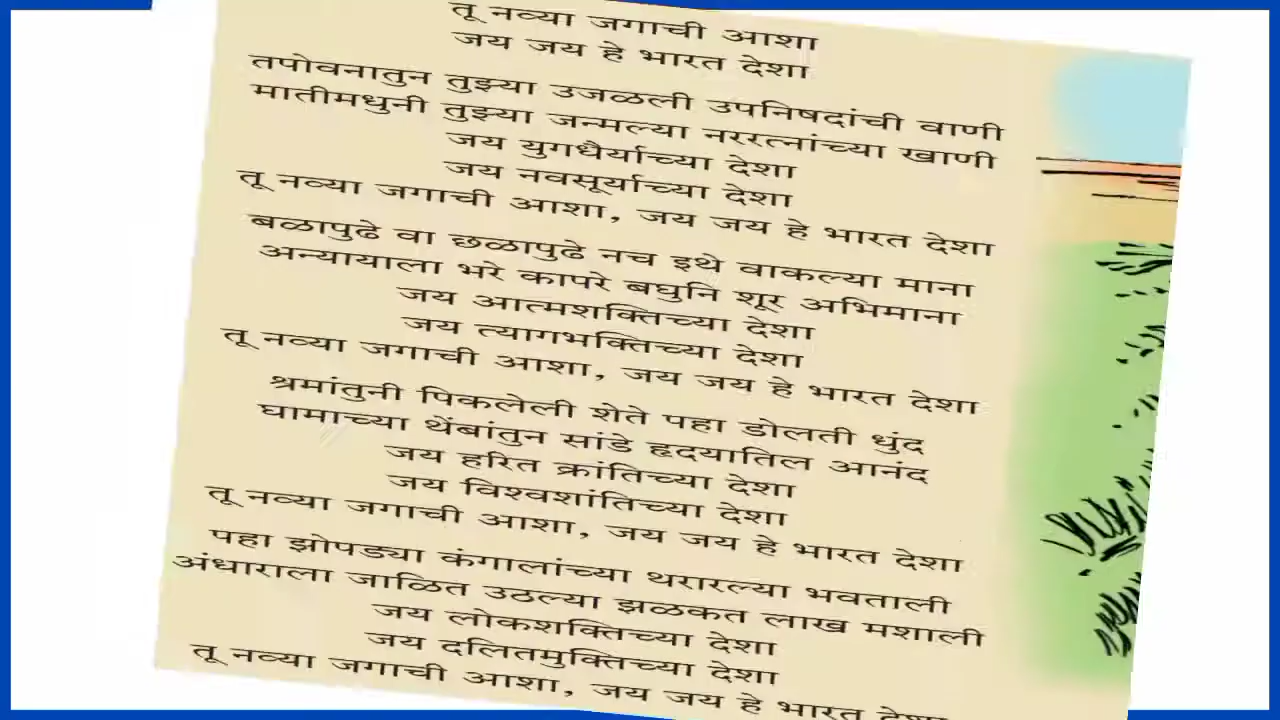 तू नव्या जगाची आशा
जय जय हे भारत देशा
तपोवनातुन तुझ्या उजळली उपनिषदांची वाणी
मातीमधुनी तुझ्या जन्मल्या नररत्नांच्या खाणी
जय युगधैर्याच्या देशा
जय नवसूर्याच्या देशा
तू नव्या जगाची आशा, जय जय हे भारत देशा
बळापुढे वा छळापुढे नच इथे वाकल्या माना
अन्यायाला भरे कापरे बघुनि शूर अभिमाना
जय आत्मशक्तिच्या देशा
जय त्यागभक्तिच्या देशा
तू नव्या जगाची आशा, जय जय हे भारत देशा
श्रमांतुनी पिकलेली शेते पहा डोलती धुंद
घामाच्या थेंबांतुन सांडे हृदयातिल आनंद
जय हरित क्रांतिच्या देशा
जय विश्वशांतिच्या देशा
तू नव्या जगाची आशा, जय जय हे भारत देशा
पहा झोपड्या कंगालांच्या थरारल्या भवताली
अंधाराला जाळित उठल्या झळकत लाख मशाली
जय लोकशक्तिच्या देशा
जय दलितमुक्तिच्या देशा
तू नव्या जगाची आशा, जय जय हे भारत देशा